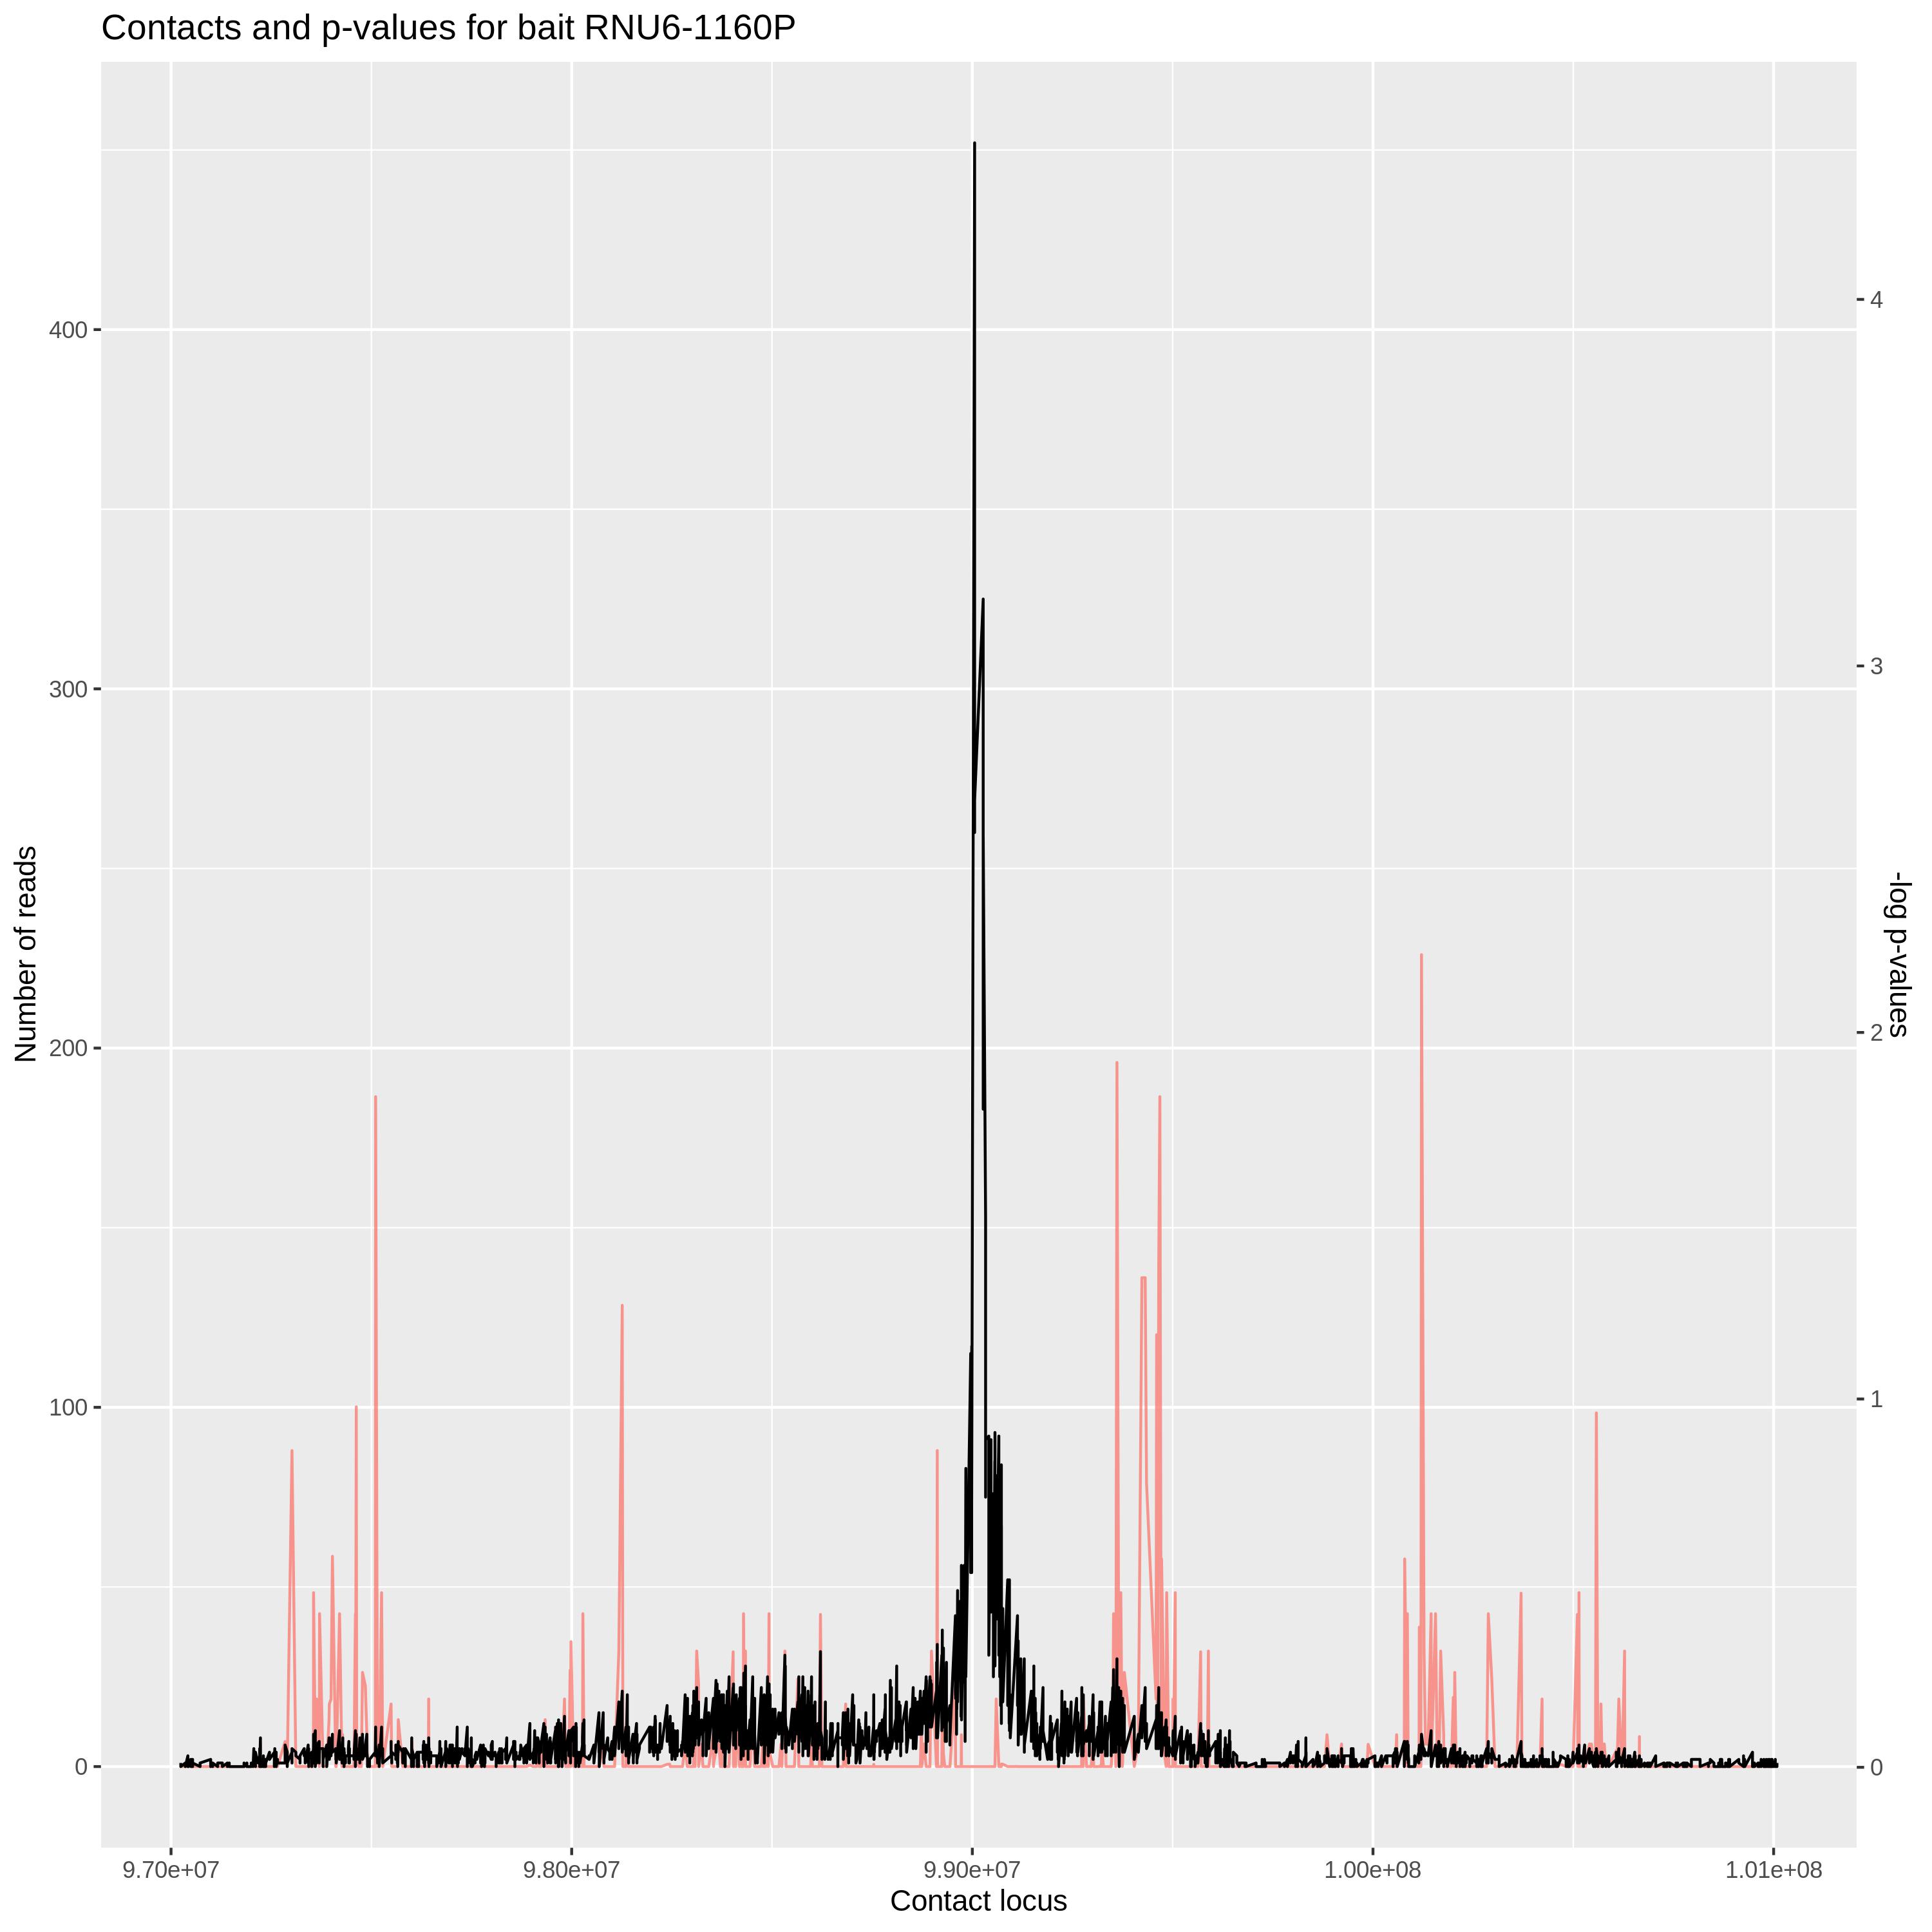 Contacts and p-values for bait RNU6-1160P
Number of reads
400
300
200
100
0
4
3
2
1
0
-log p-values
9.70e+07 9.80e+07 9.90e+07 1.00e+08 1.01e+08
Contact locus